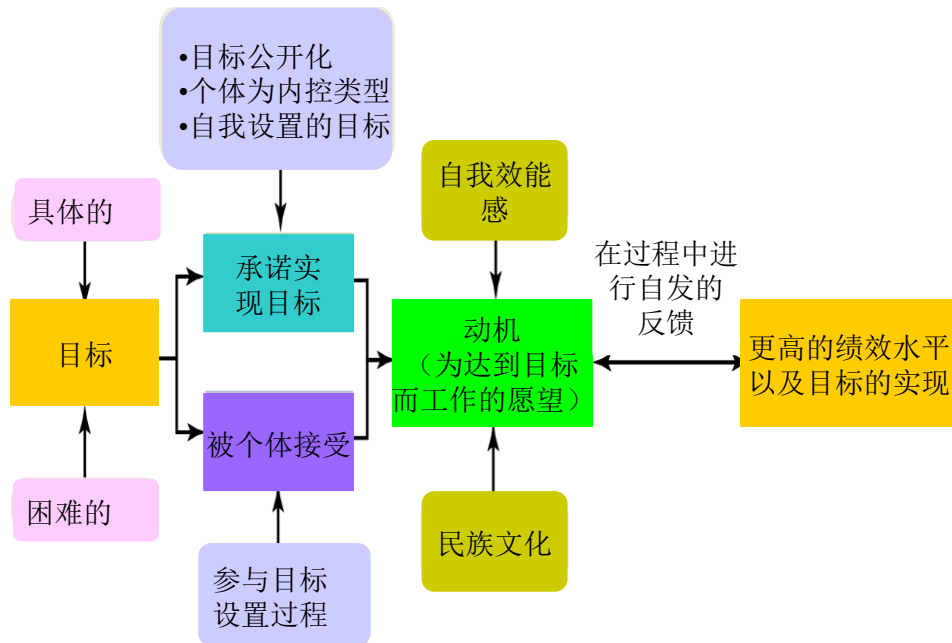 •目标公开化
•个体为内控类型
•自我设置的目标
自我效能
感
具体的
承诺实
现目标
在过程中进
行自发的
反馈
目标
动机
（为达到目标
而工作的愿望）
更高的绩效水平
以及目标的实现
被个体接受
困难的
参与目标
设置过程
民族文化